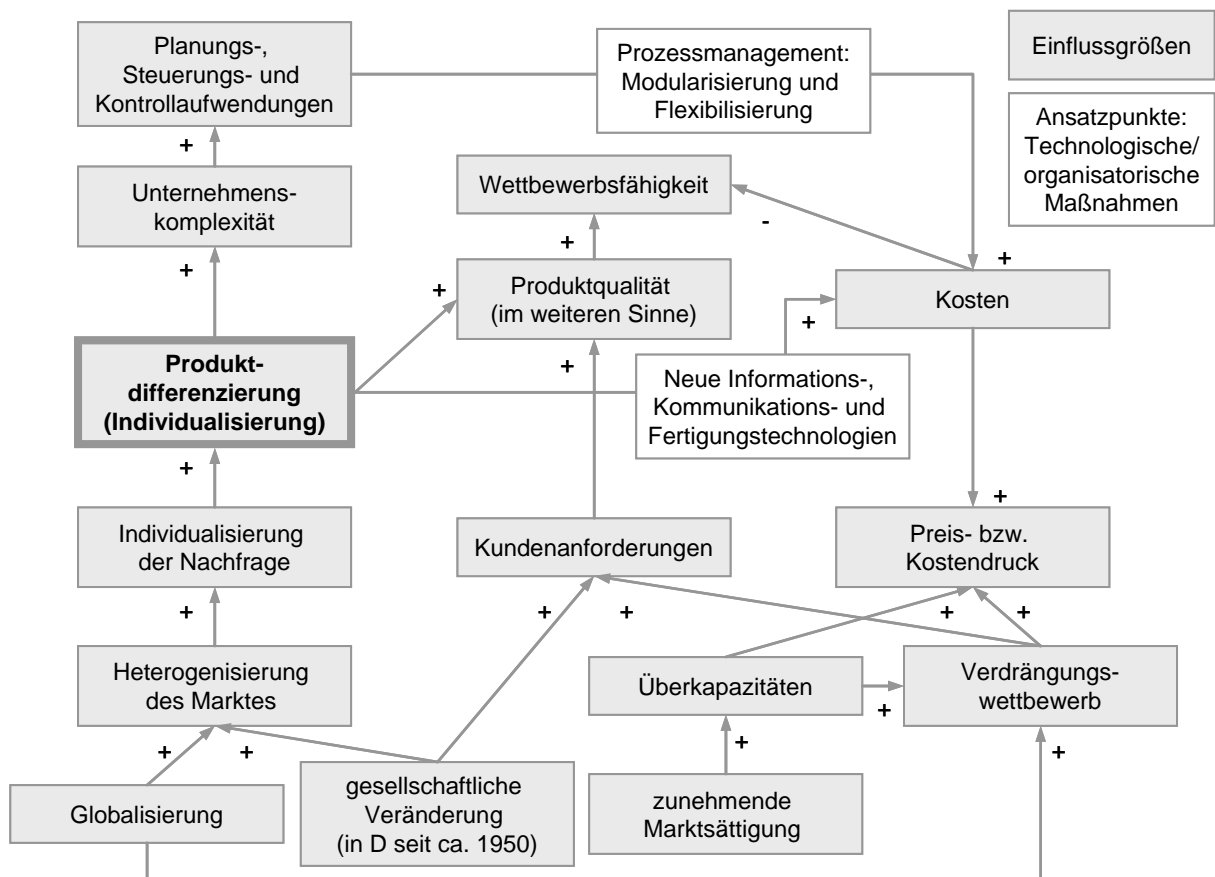 Planungs-,
Steuerungs- und
Kontrollaufwendungen
Prozessmanagement:
Modularisierung und
Flexibilisierung
Einflussgrößen
Ansatzpunkte:
Technologische/
organisatorische
Maßnahmen
+
Unternehmens-
komplexität
Wettbewerbsfähigkeit
-
+
+
+
Produktqualität
(im weiteren Sinne)
+
Kosten
+
+
Produkt-
differenzierung
(Individualisierung)
+
Neue Informations-,
Kommunikations- und
Fertigungstechnologien
+
+
Individualisierung
der Nachfrage
Kundenanforderungen
Preis- bzw.
Kostendruck
+
+
+
+
+
Heterogenisierung
des Marktes
Überkapazitäten
+
Verdrängungs-
wettbewerb
+
+
+
+
Globalisierung
gesellschaftliche
Veränderung
(in D seit ca. 1950)
zunehmende
Marktsättigung